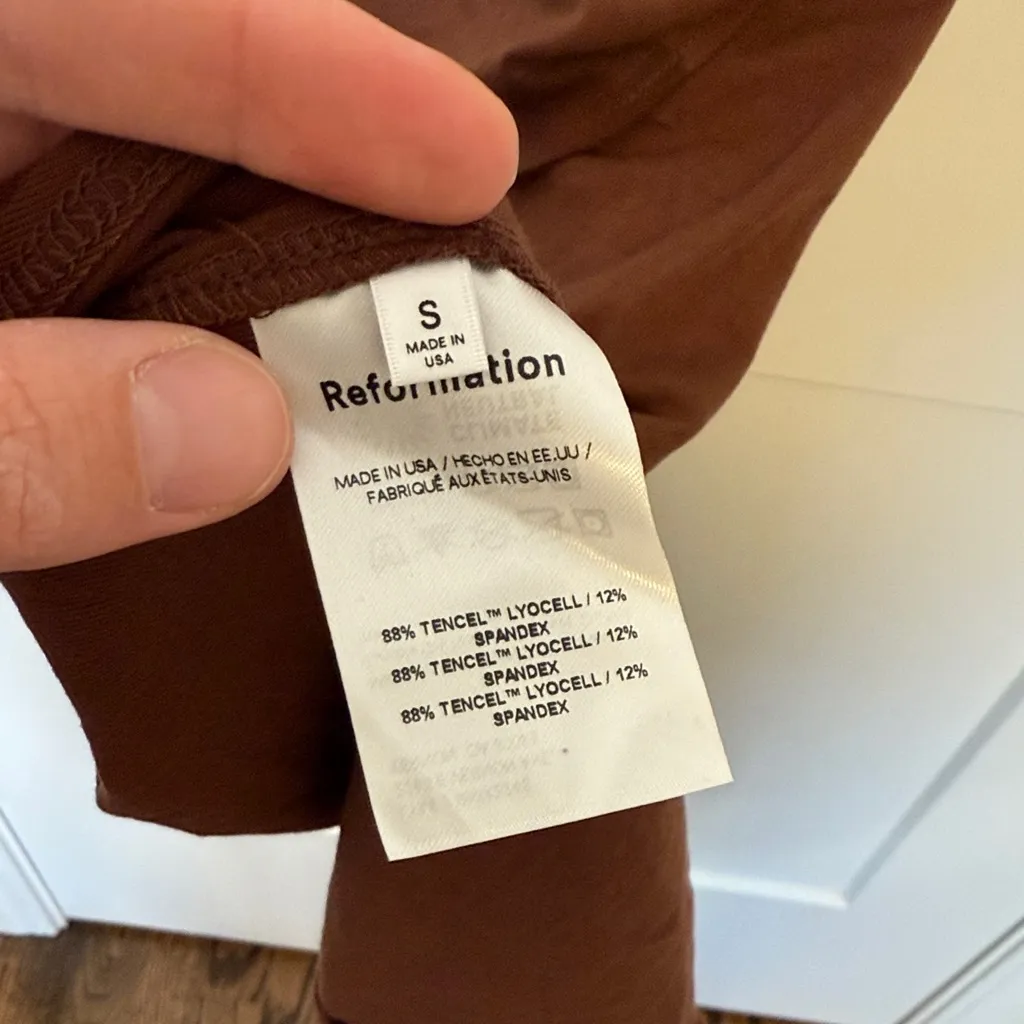 S
MADE IN
USA
Reformation
MADE IN USA / HECHO EN EE.UU /
FABRIQUÉ AUX ÉTATS-UNIS
88% TENCEL™ LYOCELL / 12%
SPANDEX
88% TENCEL™ LYOCELL / 12%
SPANDEX
88% TENCEL™ LYOCELL / 12%
SPANDEX